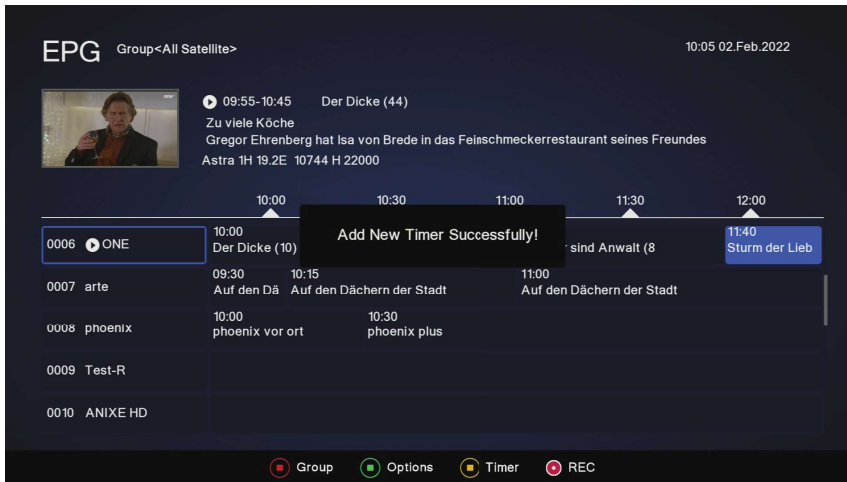 EPG Group<All Satellite> 10:05 02.Feb.2022
09:55-10:45 Der Dicke (44)
Zu viele Köche
Gregor Ehrenberg hat Isa von Brede in das Feinschmeckerrestaurant seines Freundes
Astra 1H 19.2E 10744 H 22000
10:00 10:30 11:00 11:30 12:00
Add New Timer Successfully!
0006 ONE
10:00
Der Dicke (10)
sind Anwalt (8
11:40
Sturm der Lieb
0007 arte
09:30 10:15 11:00
Auf den Dä Auf den Dächern der Stadt Auf den Dächern der Stadt
0008 phoenix
10:00 10:30
phoenix vor ort phoenix plus
0009 Test-R
0010 ANIXE HD
Group Options Timer REC